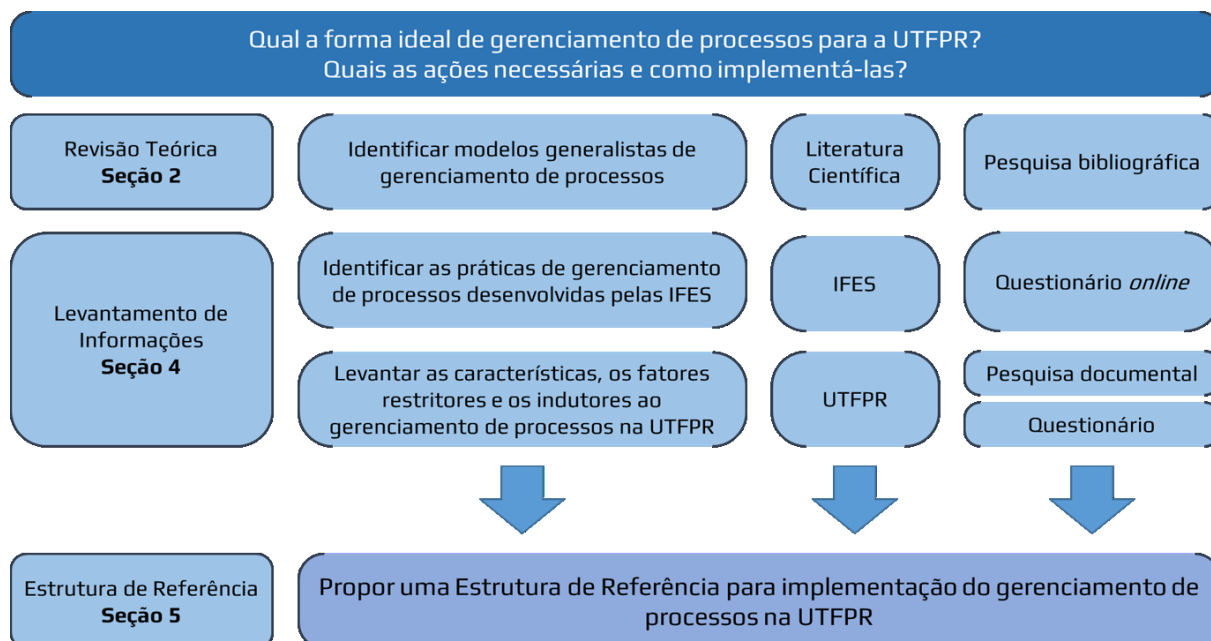 Qual a forma ideal de gerenciamento de processos para a UTFPR?
Quais as ações necessárias e como implementá-las?
Revisão Teórica
Seção 2
Identificar modelos generalistas de
gerenciamento de processos
Literatura
Científica
Pesquisa bibliográfica
Levantamento de
Informações
Seção 4
Identificar as práticas de gerenciamento
de processos desenvolvidas pelas IFES
IFES
Questionário online
Levantar as características, os fatores
restritores e os indutores ao
gerenciamento de processos na UTFPR
UTFPR
Pesquisa documental
Questionário
Estrutura de Referência
Seção 5
Propor uma Estrutura de Referência para implementação do gerenciamento de
processos na UTFPR